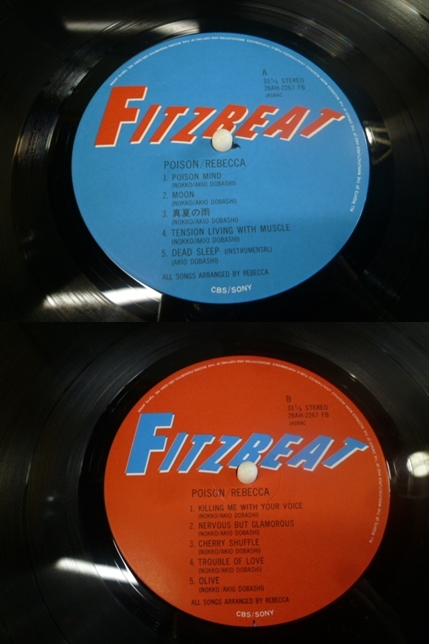 FITZBEAT
A
33⅓ STEREO
28AH-2267 FB
JASRAC
POISON/REBECCA
1. POISON MIND
(NOKKO/AKIO DOBASHI)
2. MOON
(NOKKO/AKIO DOBASHI)
3. 真夏の雨
(NOKKO/AKIO DOBASHI)
4. TENSION LIVING WITH MUSCLE
(NOKKO/AKIO DOBASHI)
5. DEAD SLEEP (INSTRUMENTAL)
(AKIO DOBASHI)
ALL SONGS ARRANGED BY REBECCA
CBS/SONY
FITZBEAT
B
33⅓ STEREO
28AH-2267 FB
JASRAC
POISON/REBECCA
1. KILLING ME WITH YOUR VOICE
(NOKKO/AKIO DOBASHI)
2. NERVOUS BUT GLAMOROUS
(NOKKO/AKIO DOBASHI)
3. CHERRY SHUFFLE
(NOKKO/AKIO DOBASHI)
4. TROUBLE OF LOVE
(NOKKO/AKIO DOBASHI)
5. OLIVE
(NOKKO/AKIO DOBASHI)
ALL SONGS ARRANGED BY REBECCA
CBS/SONY